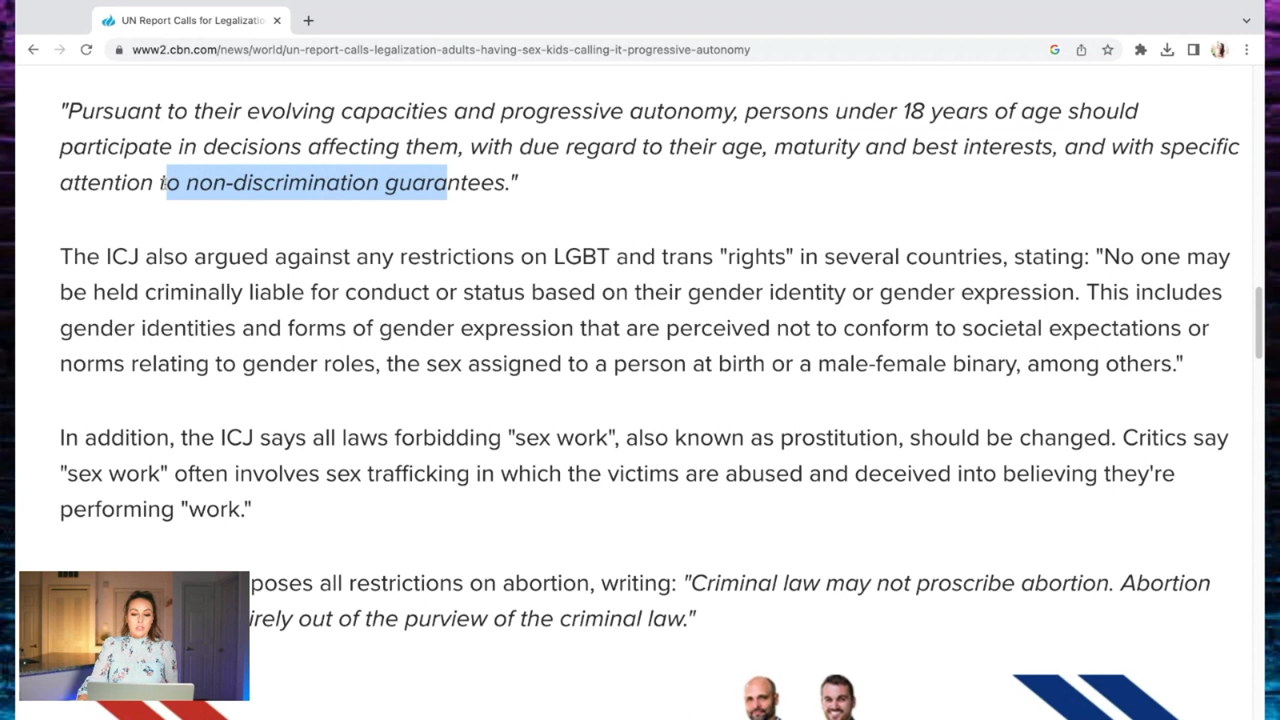 UN Report Calls for Legalizatio
www2.cbn.com/news/world/un-report-calls-legalization-adults-having-sex-kids-calling-it-progressive-autonomy
"Pursuant to their evolving capacities and progressive autonomy, persons under 18 years of age should
participate in decisions affecting them, with due regard to their age, maturity and best interests, and with specific
attention to non-discrimination guarantees."
The ICJ also argued against any restrictions on LGBT and trans "rights" in several countries, stating: "No one may
be held criminally liable for conduct or status based on their gender identity or gender expression. This includes
gender identities and forms of gender expression that are perceived not to conform to societal expectations or
norms relating to gender roles, the sex assigned to a person at birth or a male-female binary, among others."
In addition, the ICJ says all laws forbidding "sex work", also known as prostitution, should be changed. Critics say
"sex work" often involves sex trafficking in which the victims are abused and deceived into believing they're
performing "work."
poses all restrictions on abortion, writing: "Criminal law may not proscribe abortion. Abortion
irely out of the purview of the criminal law."